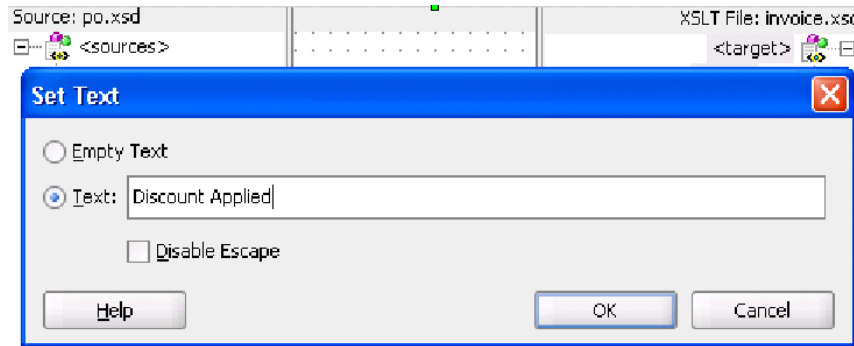 Source: po.xsd
XSLT File: invoice.xsd
<sources>
<target>
Set Text
Empty Text
Text: Discount Applied
Disable Escape
Help
OK
Cancel